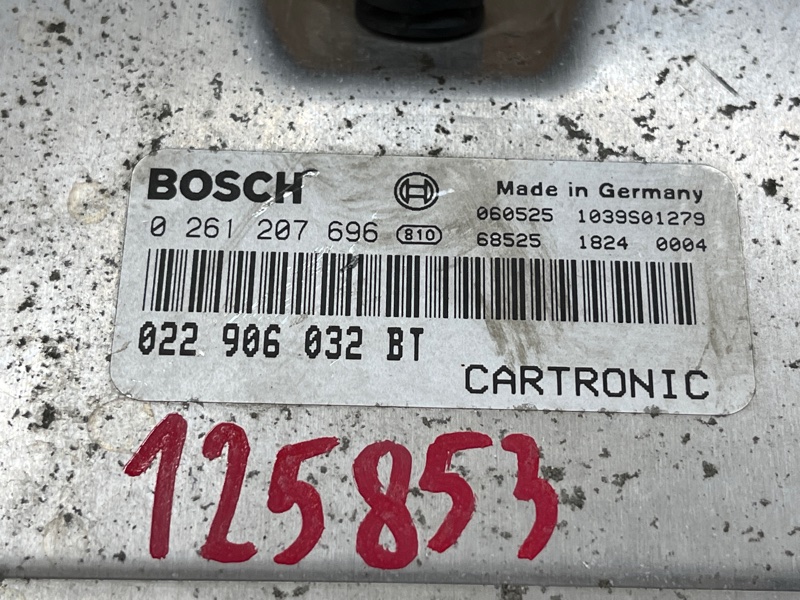 BOSCH
Made in Germany
060525 1039S01279
0 261 207 696 810
68525 1824 0004
022 906 032 BT
CARTRONIC
125853